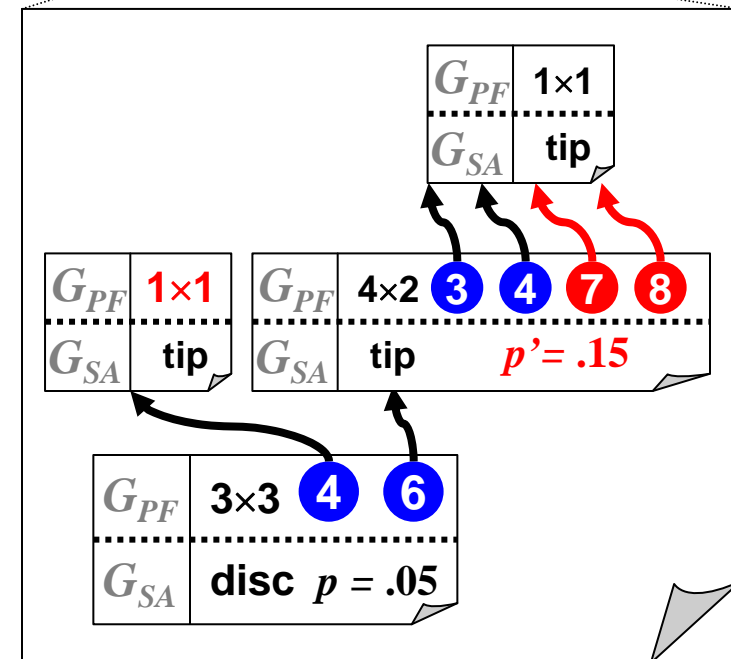 G_PF 1×1
G_SA tip
G_PF 1×1
G_SA tip
G_PF 4×2 3 4 7 8
G_SA tip p’= .15
G_PF 3×3 4 6
G_SA disc p = .05